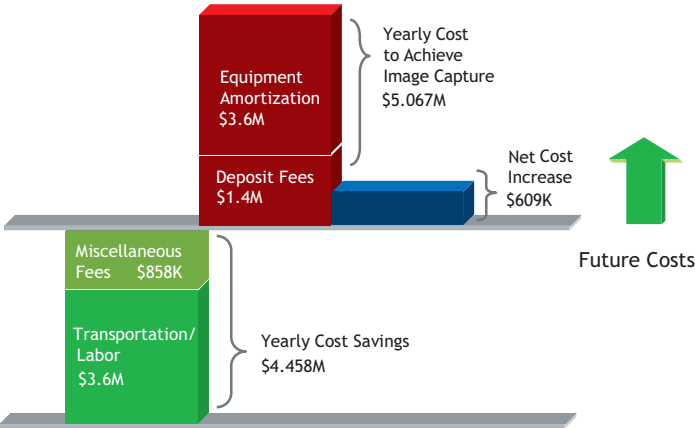 Yearly Cost
to Achieve
Image Capture
$5.067M
Equipment
Amortization
$3.6M
Deposit Fees
$1.4M
Net Cost
Increase
$609K
Future Costs
Miscellaneous
Fees $858K
Transportation/
Labor
$3.6M
Yearly Cost Savings
$4.458M